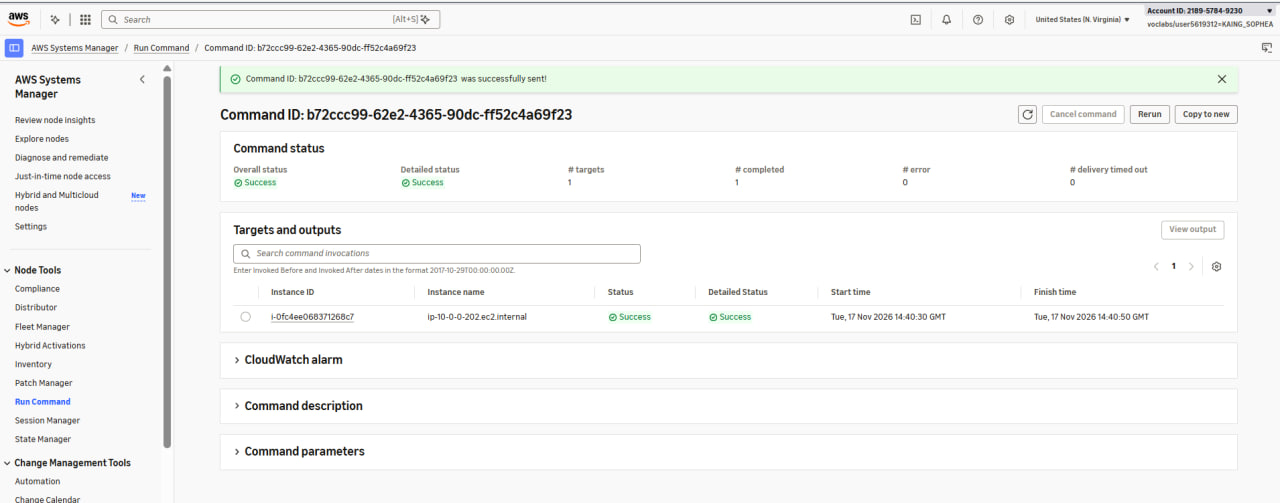 aws
Search [Alt+S]
United States (N. Virginia)
Account ID: 2189-5784-9230
voclabs/user5619312=KAING_SOPHEA
AWS Systems Manager / Run Command / Command ID: b72ccc99-62e2-4365-90dc-ff52c4a69f23
AWS Systems
Manager
Review node insights
Explore nodes
Diagnose and remediate
Just-in-time node access
Hybrid and Multicloud
nodes
New
Settings
Node Tools
Compliance
Distributor
Fleet Manager
Hybrid Activations
Inventory
Patch Manager
Run Command
Session Manager
State Manager
Change Management Tools
Automation
Change Calendar
Command ID: b72ccc99-62e2-4365-90dc-ff52c4a69f23 was successfully sent!
Command ID: b72ccc99-62e2-4365-90dc-ff52c4a69f23
Cancel command
Rerun
Copy to new
Command status
Overall status
Success
Detailed status
Success
# targets
1
# completed
1
# error
0
# delivery timed out
0
Targets and outputs
View output
Search command invocations
Enter Invoked Before and Invoked After dates in the format 2017-10-29T00:00:00.00Z.
1
Instance ID Instance name Status Detailed Status Start time Finish time
i-0fc4ee068371268c7 ip-10-0-0-202.ec2.internal Success Success Tue, 17 Nov 2026 14:40:30 GMT Tue, 17 Nov 2026 14:40:50 GMT
CloudWatch alarm
Command description
Command parameters